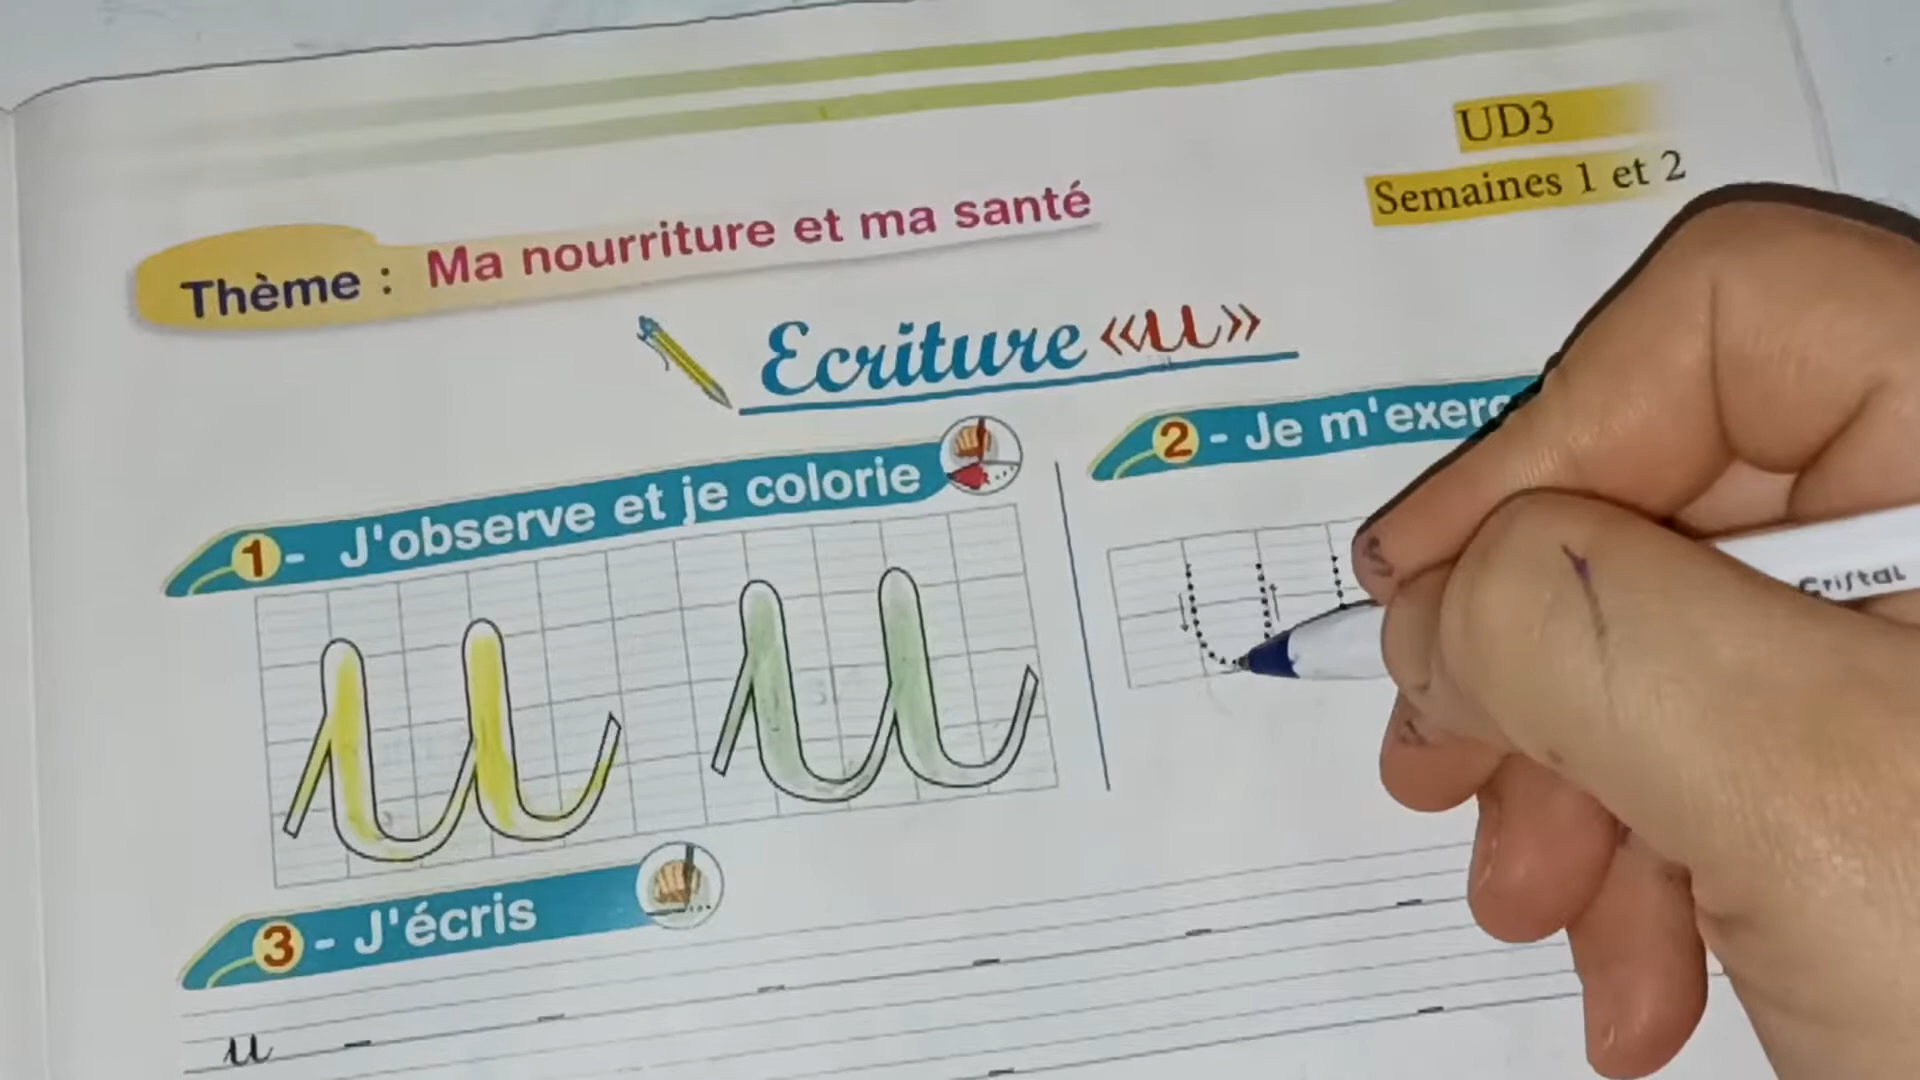 UD3
Semaines 1 et 2
Thème : Ma nourriture et ma santé
Ecriture «u»
1 - J'observe et je colorie
u u
2 - Je m'exerc
cristal
3 - J'écris
u